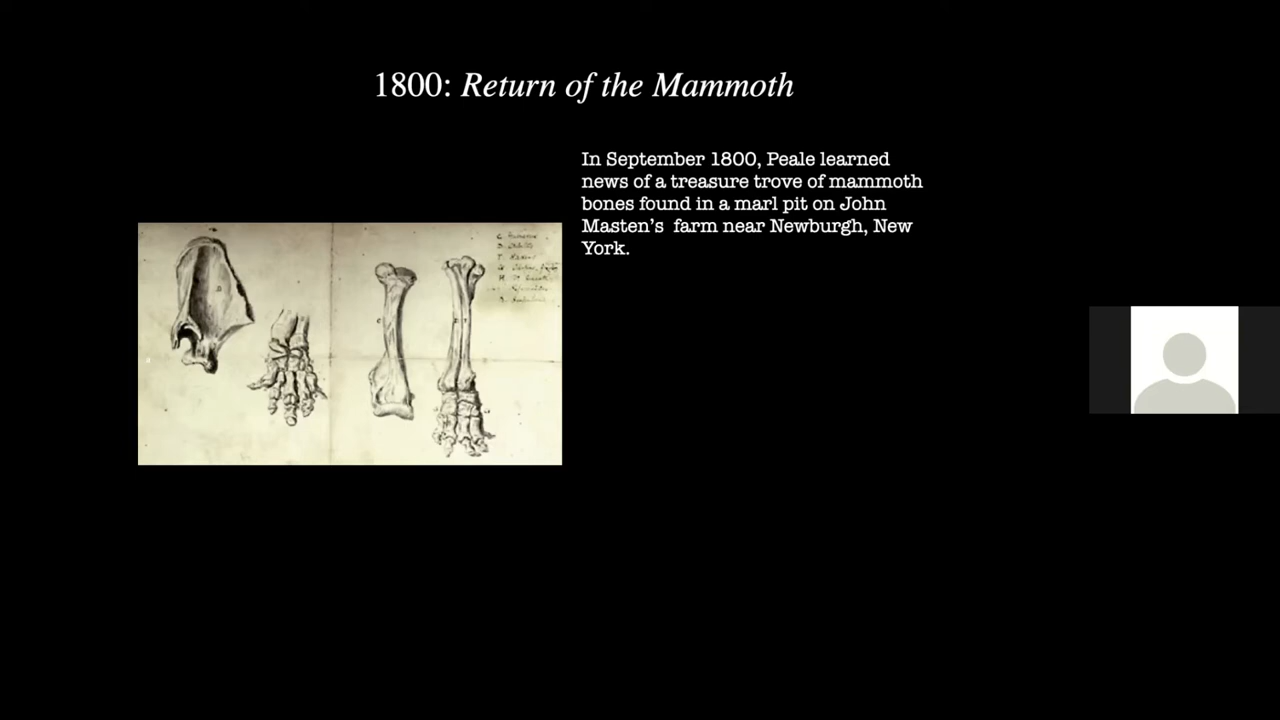 1800: Return of the Mammoth
In September 1800, Peale learned
news of a treasure trove of mammoth
bones found in a marl pit on John
Masten's  farm near Newburgh, New
York.